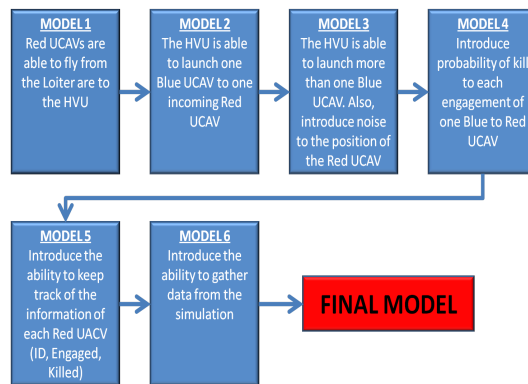 MODEL1
Red UCAVs are
able to fly from
the Loiter are to
the HVU
MODEL 2
The HVU is able
to launch one
Blue UCAV to one
incoming Red
UCAV
MODEL 3
The HVU is able
to launch more
than one Blue
UCAV. Also,
introduce noise
to the position of
the Red UCAV
MODEL 4
Introduce
probability of kill
to each
engagement of
one Blue to Red
UCAV
MODEL 5
Introduce the
ability to keep
track of the
information of
each Red UACV
(ID, Engaged,
Killed)
MODEL 6
Introduce the
ability to gather
data from the
simulation
FINAL MODEL